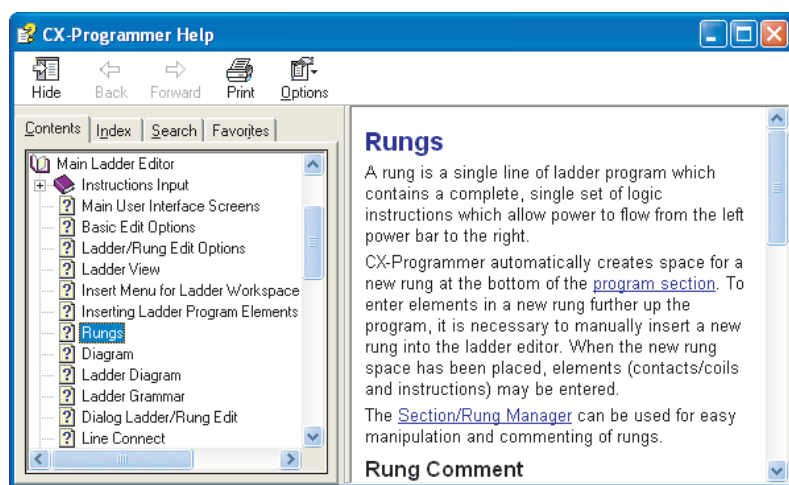 CX-Programmer Help
Hide Back Forward Print Options
Contents Index Search Favorites
Main Ladder Editor
Instructions Input
Main User Interface Screens
Basic Edit Options
Ladder/Rung Edit Options
Ladder View
Insert Menu for Ladder Workspace
Inserting Ladder Program Elements
Rungs
Diagram
Ladder Diagram
Ladder Grammar
Dialog Ladder/Rung Edit
Line Connect
Rungs
A rung is a single line of ladder program which
contains a complete, single set of logic
instructions which allow power to flow from the left
power bar to the right.
CX-Programmer automatically creates space for a
new rung at the bottom of the program section. To
enter elements in a new rung further up the
program, it is necessary to manually insert a new
rung into the ladder editor. When the new rung
space has been placed, elements (contacts/coils
and instructions) may be entered.
The Section/Rung Manager can be used for easy
manipulation and commenting of rungs.
Rung Comment